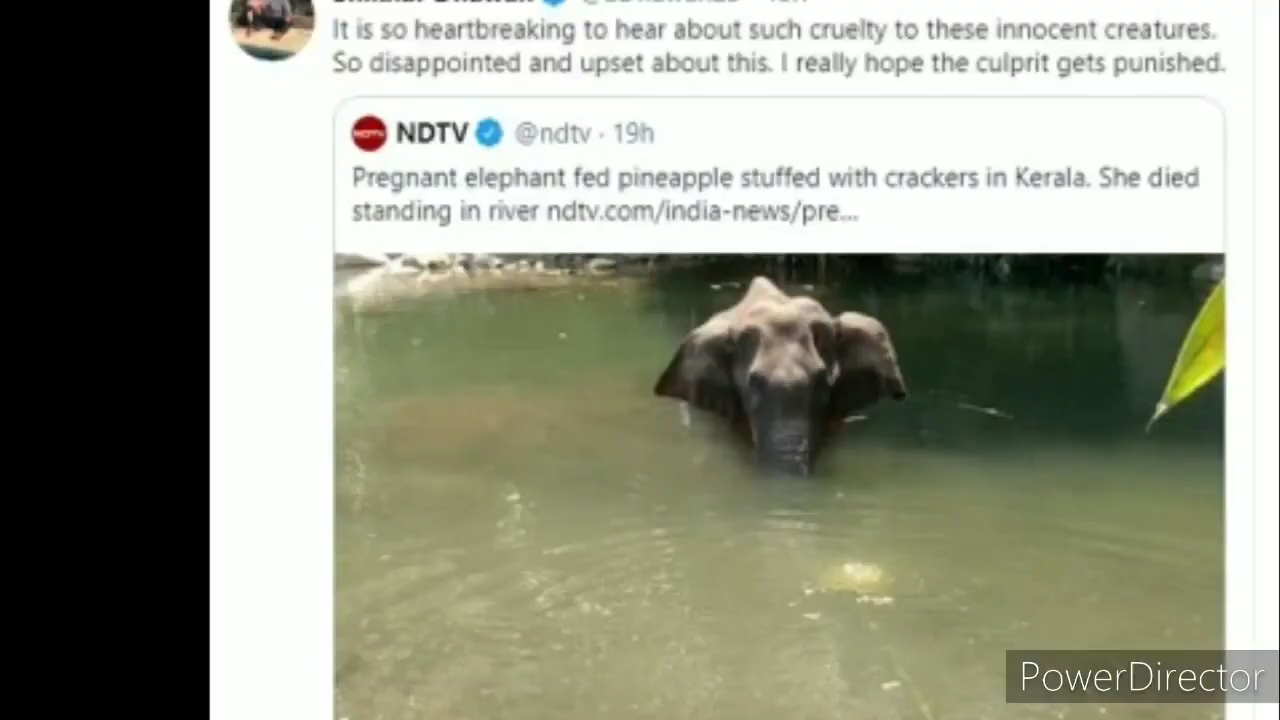 It is so heartbreaking to hear about such cruelty to these innocent creatures.
So disappointed and upset about this. I really hope the culprit gets punished.
NDTV @ndtv · 19h
Pregnant elephant fed pineapple stuffed with crackers in Kerala. She died
standing in river ndtv.com/india-news/pre...
PowerDirector